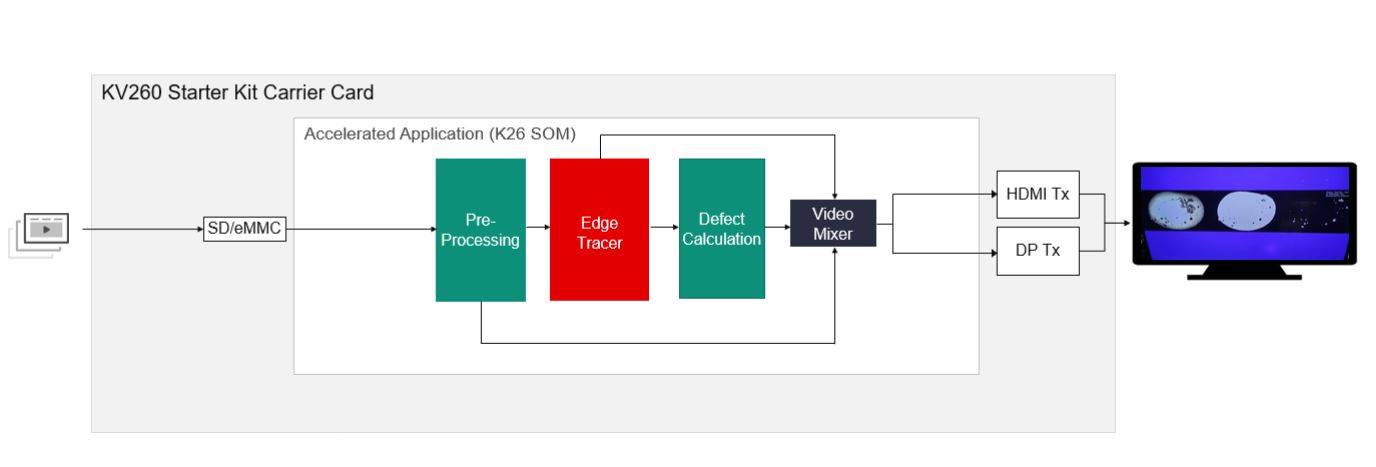 KV260 Starter Kit Carrier Card
Accelerated Application (K26 SOM)
SD/eMMC
Pre-
Processing
Edge
Tracer
Defect
Calculation
Video
Mixer
HDMI Tx
DP Tx